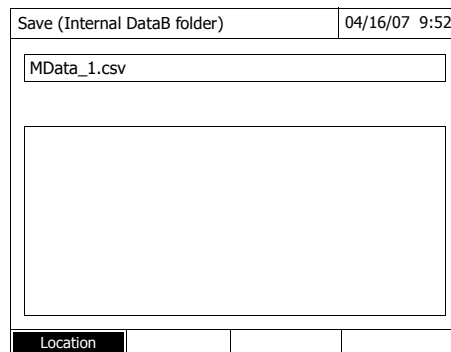 Save (Internal DataB folder)
04/16/07 9:52
MData_1.csv
Location